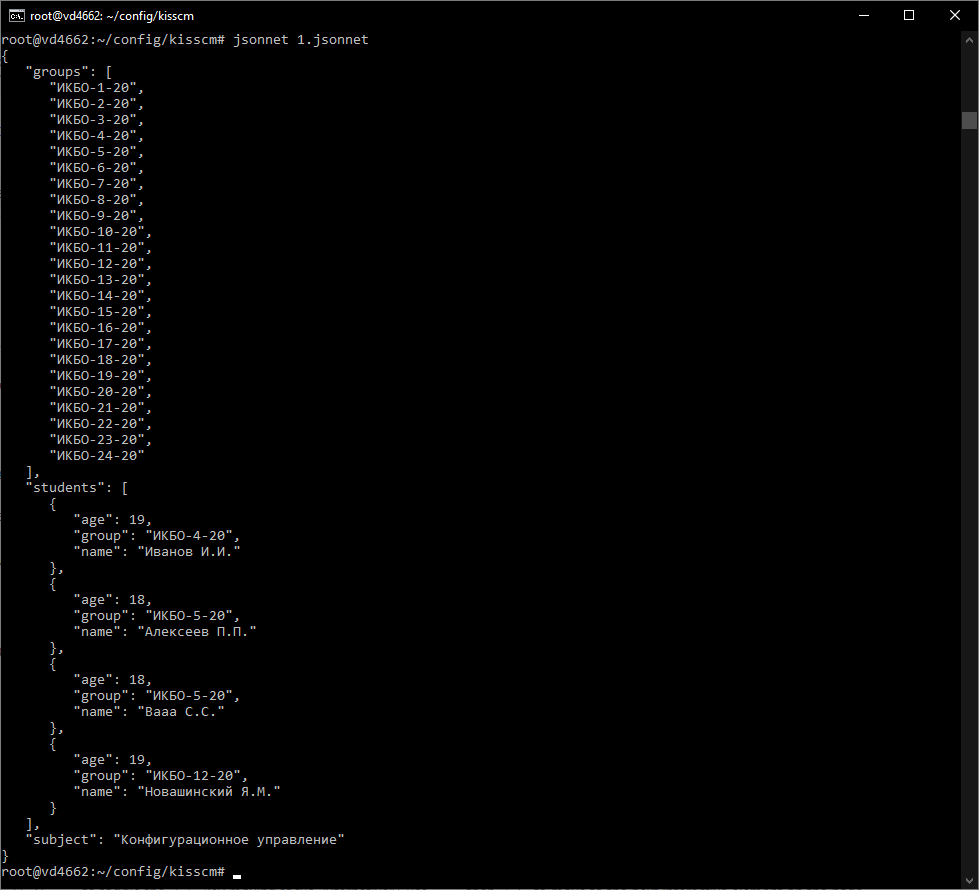 root@vd4662: ~/config/kisscm
root@vd4662:~/config/kisscm# jsonnet 1.jsonnet
{
   "groups": [
      "ИКБО-1-20",
      "ИКБО-2-20",
      "ИКБО-3-20",
      "ИКБО-4-20",
      "ИКБО-5-20",
      "ИКБО-6-20",
      "ИКБО-7-20",
      "ИКБО-8-20",
      "ИКБО-9-20",
      "ИКБО-10-20",
      "ИКБО-11-20",
      "ИКБО-12-20",
      "ИКБО-13-20",
      "ИКБО-14-20",
      "ИКБО-15-20",
      "ИКБО-16-20",
      "ИКБО-17-20",
      "ИКБО-18-20",
      "ИКБО-19-20",
      "ИКБО-20-20",
      "ИКБО-21-20",
      "ИКБО-22-20",
      "ИКБО-23-20",
      "ИКБО-24-20"
   ],
   "students": [
      {
         "age": 19,
         "group": "ИКБО-4-20",
         "name": "Иванов И.И."
      },
      {
         "age": 18,
         "group": "ИКБО-5-20",
         "name": "Алексеев П.П."
      },
      {
         "age": 18,
         "group": "ИКБО-5-20",
         "name": "Вааа С.С."
      },
      {
         "age": 19,
         "group": "ИКБО-12-20",
         "name": "Новашинский Я.М."
      }
   ],
   "subject": "Конфигурационное управление"
}
root@vd4662:~/config/kisscm#